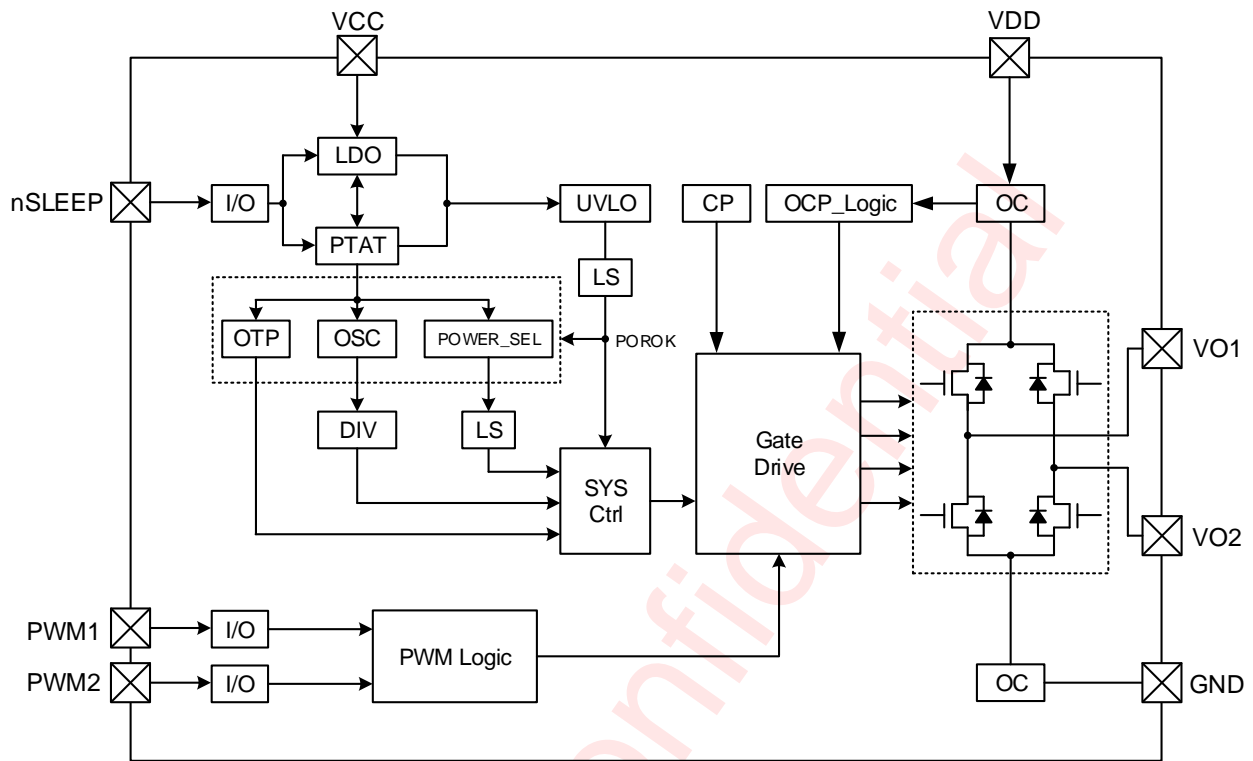 VCC
VDD
LDO
nSLEEP
I/O
UVLO
CP
OCP_Logic
OC
PTAT
LS
OTP
OSC
POWER_SEL
POROK
VO1
DIV
LS
Gate
Drive
SYS
Ctrl
VO2
PWM1
I/O
PWM Logic
PWM2
I/O
OC
GND
onfidential